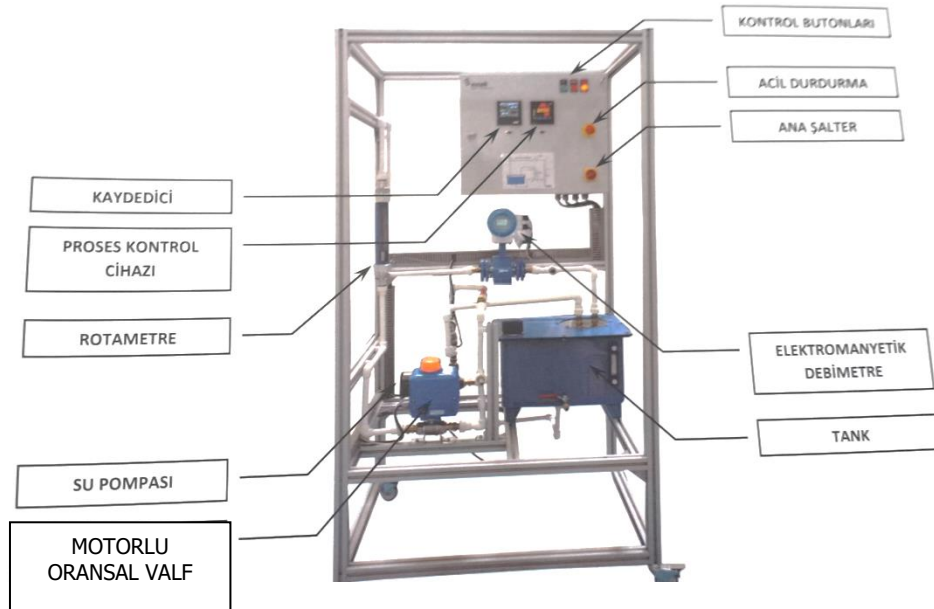 KONTROL BUTONLARI
ACİL DURDURMA
ANA ŞALTER
KAYDEDİCİ
PROSES KONTROL
CİHAZI
ROTAMETRE
ELEKTROMANYETİK
DEBİMETRE
TANK
SU POMPASI
MOTORLU
ORANSAL VALF